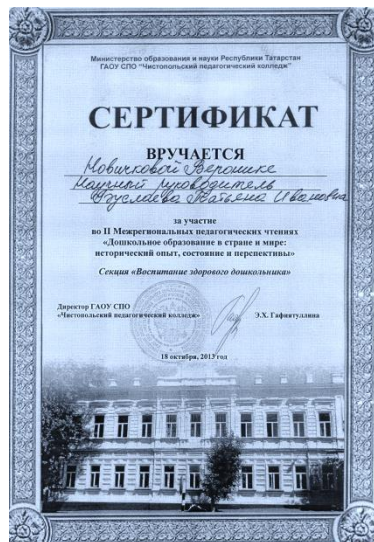 Министерство образования и науки Республики Татарстан
ГАОУ СПО "Чистопольский педагогический колледж"
СЕРТИФИКАТ
ВРУЧАЕТСЯ
Новичковой Веронике
Научный руководитель
Татьяна Ивановна
за участие
во II Межрегиональных педагогических чтениях
«Дошкольное образование в стране и мире:
исторический опыт, состояние и перспективы»
Секция «Воспитание здорового дошкольника»
Директор ГАОУ СПО
«Чистопольский педагогический колледж»
Э.Х. Гафиятуллина
18 октября, 2013 год